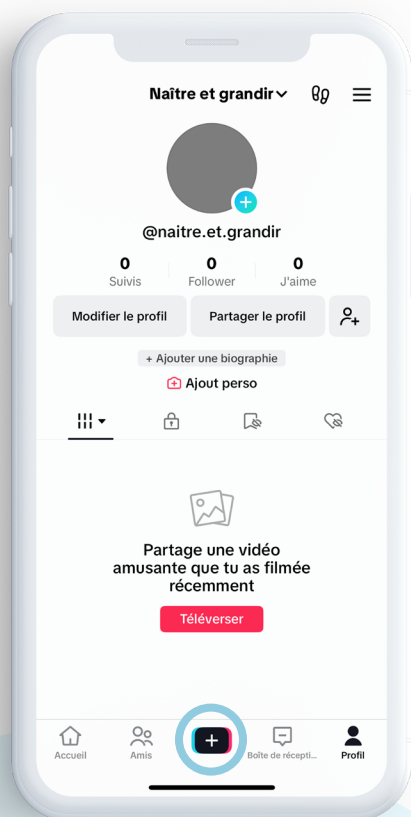 Naître et grandir
@naitre.et.grandir
0 0 0
Suivis Follower J'aime
Modifier le profil Partager le profil
+ Ajouter une biographie
Ajout perso
Partage une vidéo
amusante que tu as filmée
récemment
Téléverser
Accueil Amis Boîte de récepti... Profil